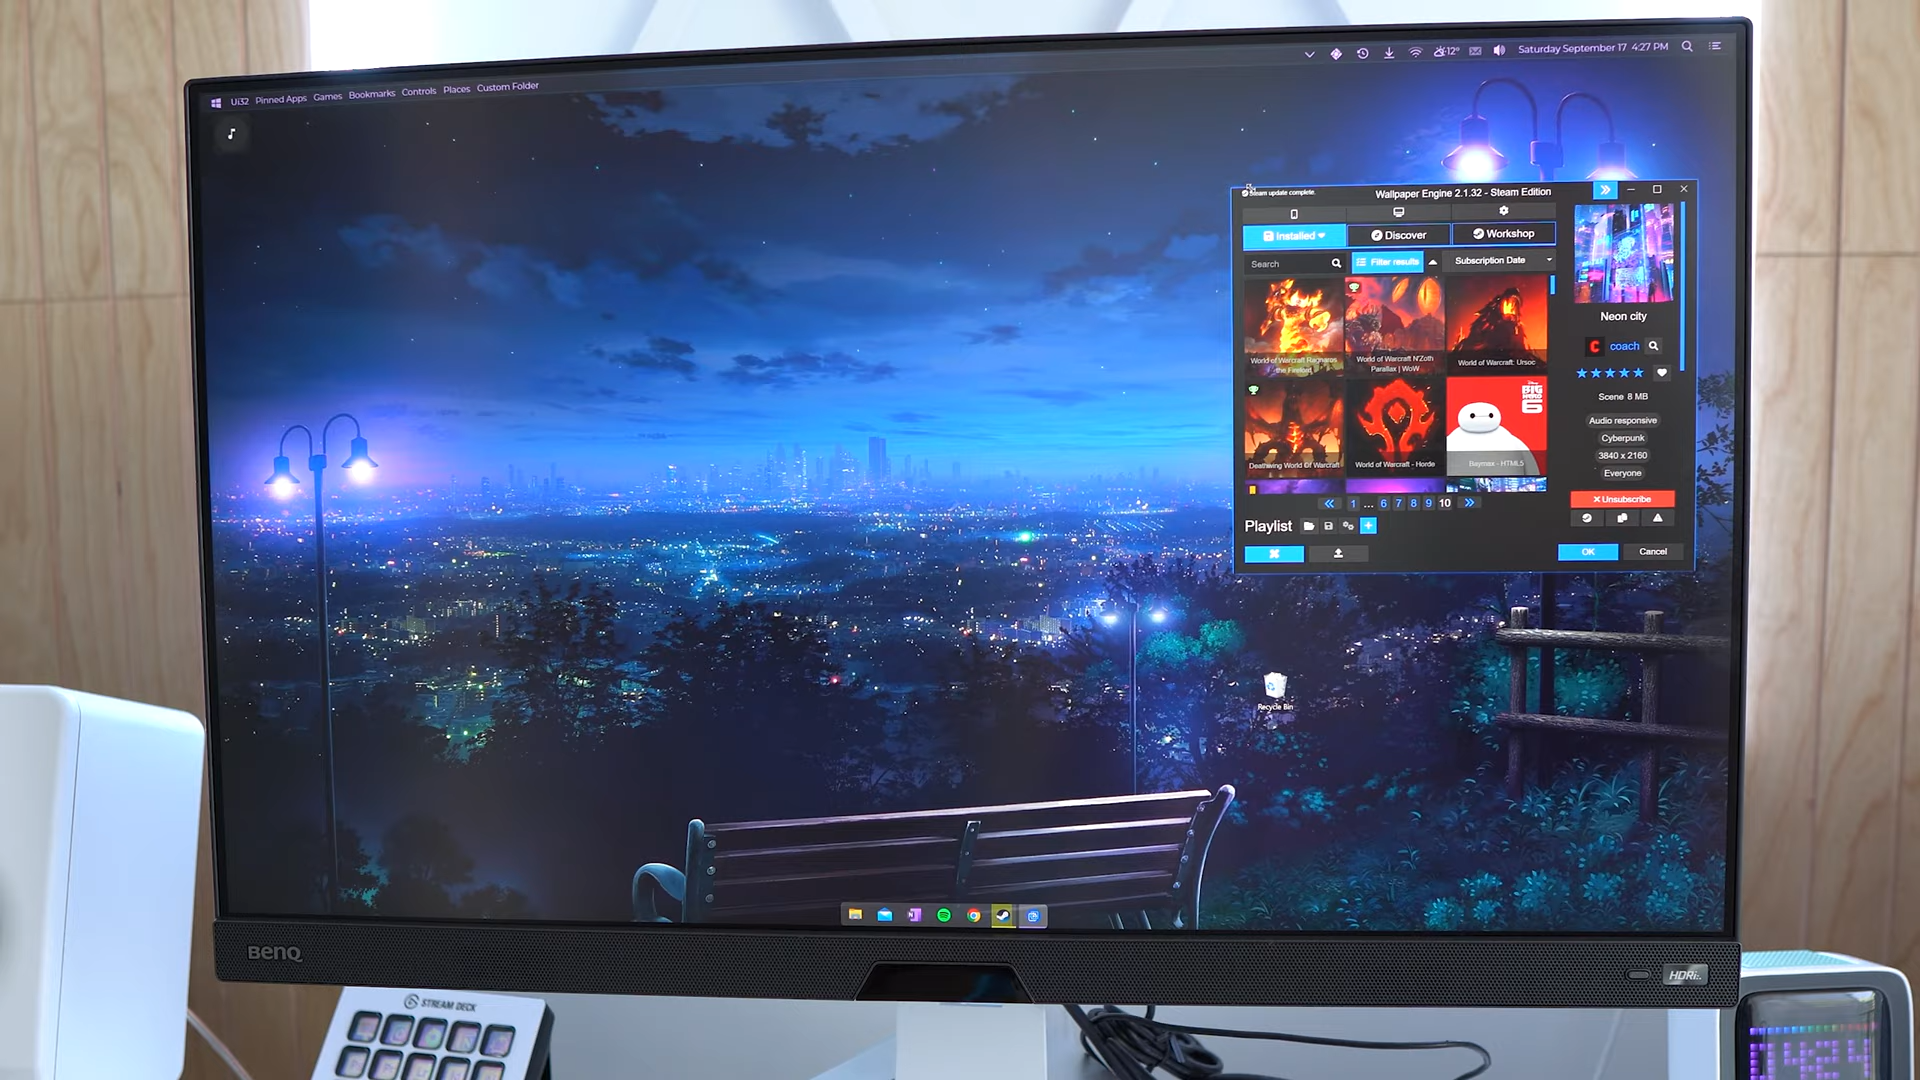 Ui32 Pinned Apps Games Bookmarks Controls Places Custom Folder
12° Saturday September 17 4:27 PM
Steam update complete.
Wallpaper Engine 2.1.32 - Steam Edition
Installed Discover Workshop
Search Filter results Subscription Date
World of Warcraft Ragnaros the Firelord
World of Warcraft N'Zoth Parallax | WoW
World of Warcraft: Ursoc
Deathwing World Of Warcraft
World of Warcraft - Horde
BIG HERO 6
Baymax - HTML5
« 1 ... 6 7 8 9 10 »
Playlist
Neon city
C coach
Scene 8 MB
Audio responsive
Cyberpunk
3840 x 2160
Everyone
Unsubscribe
OK Cancel
Recycle Bin
BenQ
HDRi
STREAM DECK